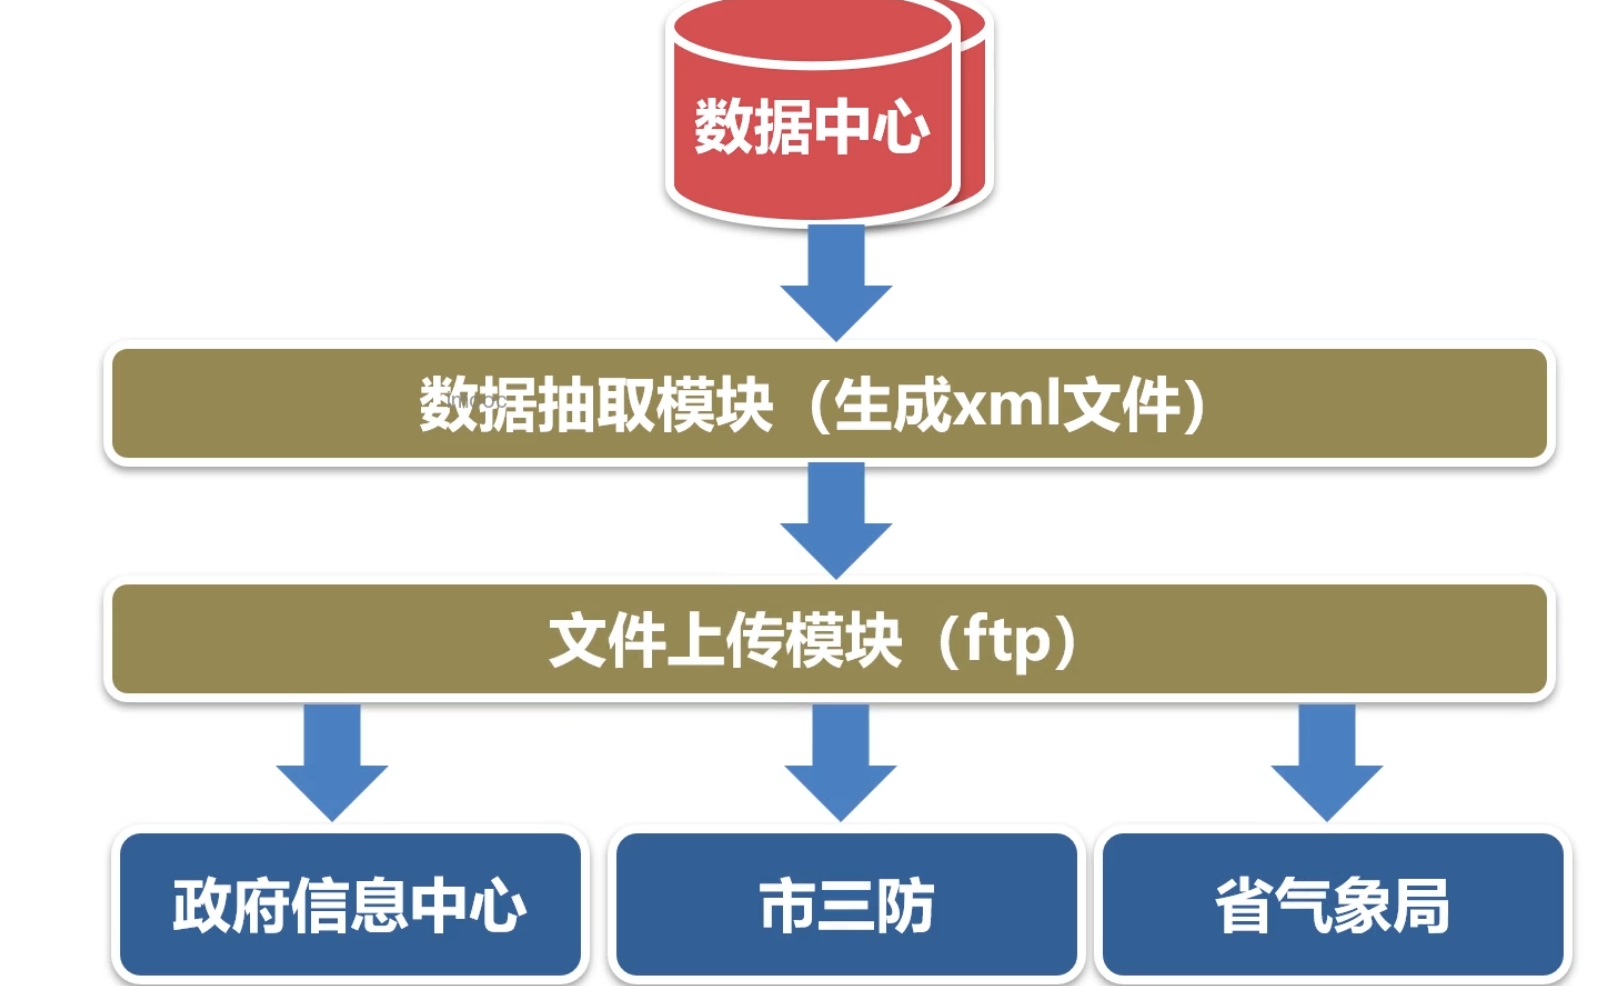 数据中心
数据抽取模块（生成xml文件）
文件上传模块（ftp）
政府信息中心
市三防
省气象局